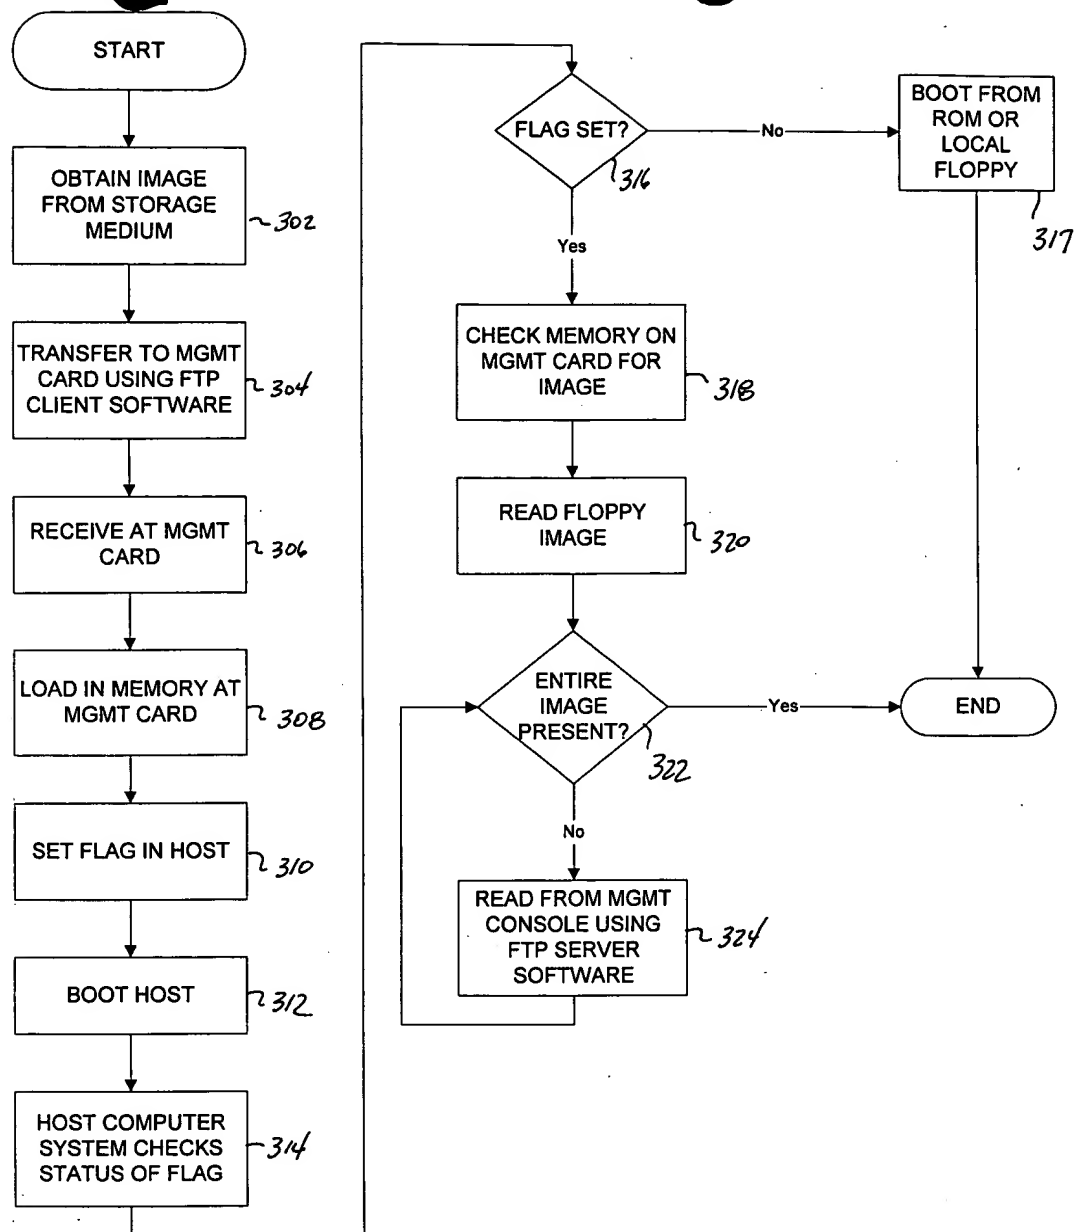 START
OBTAIN IMAGE
FROM STORAGE
MEDIUM
302
TRANSFER TO MGMT
CARD USING FTP
CLIENT SOFTWARE
304
RECEIVE AT MGMT
CARD
306
LOAD IN MEMORY AT
MGMT CARD
308
SET FLAG IN HOST
310
BOOT HOST
312
HOST COMPUTER
SYSTEM CHECKS
STATUS OF FLAG
314
FLAG SET?
316
No
Yes
BOOT FROM
ROM OR
LOCAL
FLOPPY
317
CHECK MEMORY ON
MGMT CARD FOR
IMAGE
318
READ FLOPPY
IMAGE
320
ENTIRE
IMAGE
PRESENT?
322
Yes
END
No
READ FROM MGMT
CONSOLE USING
FTP SERVER
SOFTWARE
324